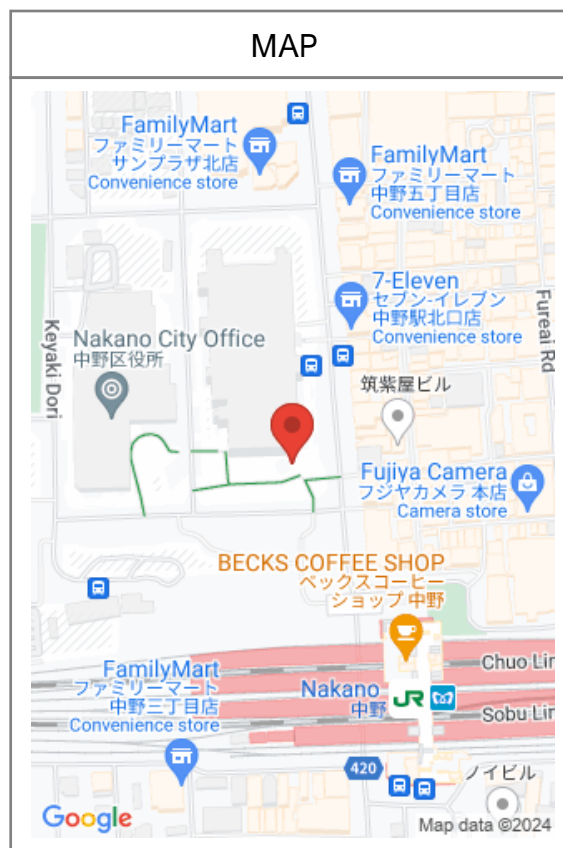 MAP
FamilyMart
ファミリーマート
サンプラザ北店
Convenience store
FamilyMart
ファミリーマート
中野五丁目店
Convenience store
7-Eleven
セブン-イレブン
中野駅北口店
Convenience store
Fureai Rd
Keyaki Dori
Nakano City Office
中野区役所
筑紫屋ビル
Fujiya Camera
フジヤカメラ 本店
Camera store
BECKS COFFEE SHOP
ベックスコーヒー
ショップ 中野
Chuo Lin
FamilyMart
ファミリーマート
中野三丁目店
Convenience store
Nakano
中野
JR
Sobu Lin
420
ノイビル
Google
Map data ©2024